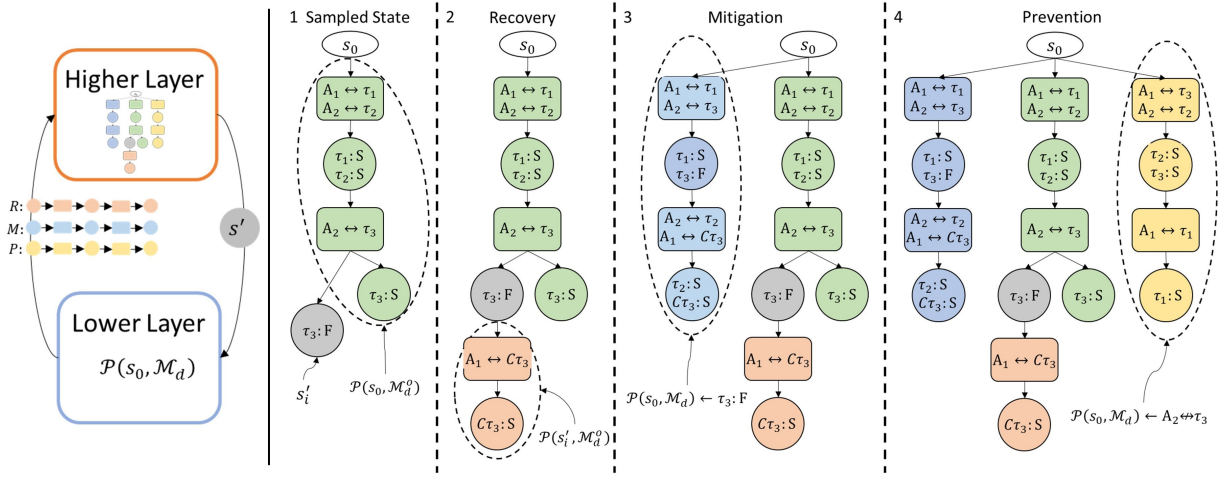 Higher Layer
R:
M:
P:
s′
Lower Layer
𝒫(s₀, ℳ_d)
1 Sampled State
s₀
A₁ ↔ τ₁
A₂ ↔ τ₂
τ₁: S
τ₂: S
A₂ ↔ τ₃
τ₃: S
τ₃: F
s′ᵢ
𝒫(s₀, ℳ_d^o)
2 Recovery
s₀
A₁ ↔ τ₁
A₂ ↔ τ₂
τ₁: S
τ₂: S
A₂ ↔ τ₃
τ₃: F
τ₃: S
A₁ ↔ Cτ₃
Cτ₃: S
𝒫(s′ᵢ, ℳ_d^o)
3 Mitigation
s₀
A₁ ↔ τ₁
A₂ ↔ τ₃
τ₁: S
τ₃: F
A₂ ↔ τ₂
A₁ ↔ Cτ₃
τ₂: S
Cτ₃: S
𝒫(s₀, ℳ_d) ← τ₃: F
A₁ ↔ τ₁
A₂ ↔ τ₂
τ₁: S
τ₂: S
A₂ ↔ τ₃
τ₃: F
τ₃: S
A₁ ↔ Cτ₃
Cτ₃: S
4 Prevention
s₀
A₁ ↔ τ₁
A₂ ↔ τ₃
τ₁: S
τ₃: F
A₂ ↔ τ₂
A₁ ↔ Cτ₃
τ₂: S
Cτ₃: S
A₁ ↔ τ₁
A₂ ↔ τ₂
τ₁: S
τ₂: S
A₂ ↔ τ₃
τ₃: F
τ₃: S
A₁ ↔ Cτ₃
Cτ₃: S
A₁ ↔ τ₃
A₂ ↔ τ₂
τ₂: S
τ₃: S
A₁ ↔ τ₁
τ₁: S
𝒫(s₀, ℳ_d) ← A₂ ↮ τ₃